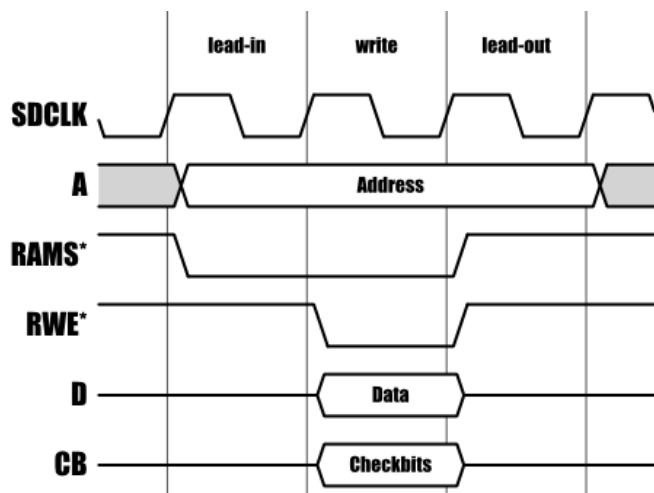 lead-in write lead-out
SDCLK
A Address
RAMS*
RWE*
D Data
CB Checkbits